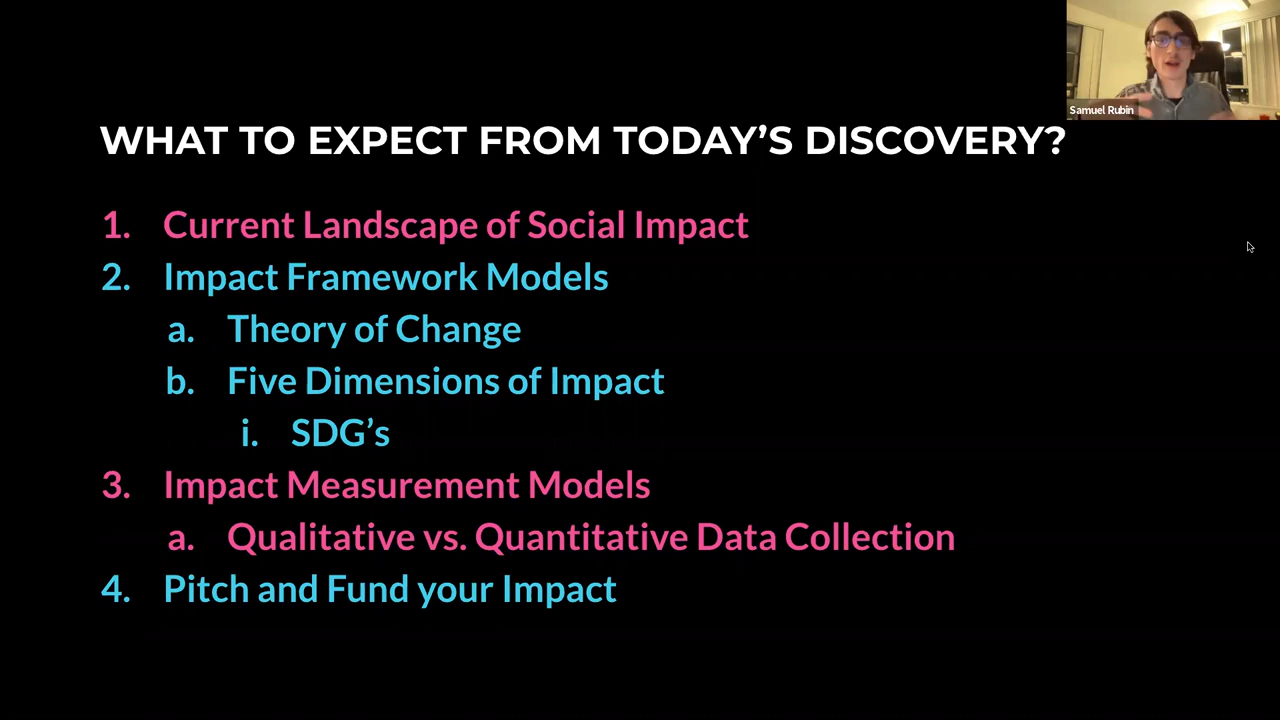 Samuel Rubin
WHAT TO EXPECT FROM TODAY’S DISCOVERY?
1. Current Landscape of Social Impact
2. Impact Framework Models
a. Theory of Change
b. Five Dimensions of Impact
i. SDG’s
3. Impact Measurement Models
a. Qualitative vs. Quantitative Data Collection
4. Pitch and Fund your Impact